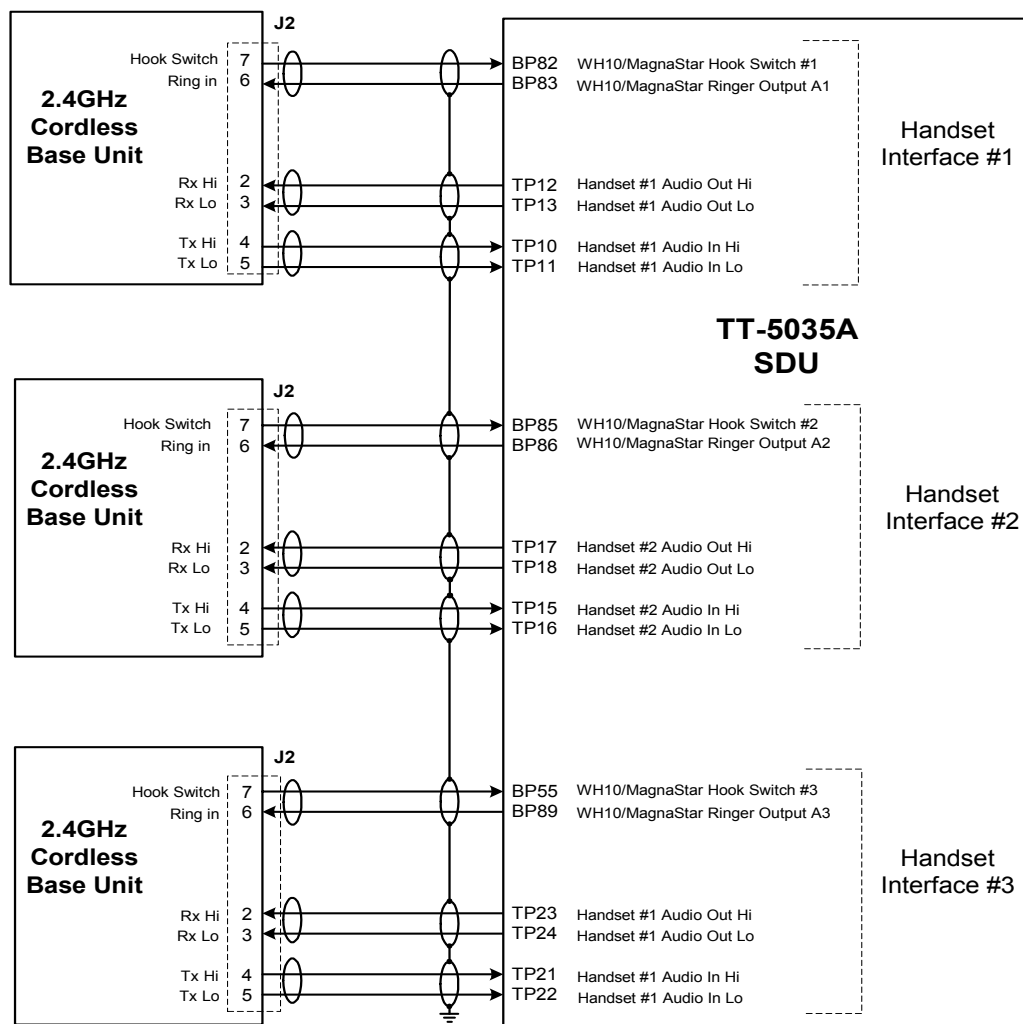 J2
2.4GHz
Cordless
Base Unit
Hook Switch 7
Ring in 6
Rx Hi 2
Rx Lo 3
Tx Hi 4
Tx Lo 5
BP82 WH10/MagnaStar Hook Switch #1
BP83 WH10/MagnaStar Ringer Output A1
TP12 Handset #1 Audio Out Hi
TP13 Handset #1 Audio Out Lo
TP10 Handset #1 Audio In Hi
TP11 Handset #1 Audio In Lo
Handset
Interface #1
TT-5035A
SDU
J2
2.4GHz
Cordless
Base Unit
Hook Switch 7
Ring in 6
Rx Hi 2
Rx Lo 3
Tx Hi 4
Tx Lo 5
BP85 WH10/MagnaStar Hook Switch #2
BP86 WH10/MagnaStar Ringer Output A2
TP17 Handset #2 Audio Out Hi
TP18 Handset #2 Audio Out Lo
TP15 Handset #2 Audio In Hi
TP16 Handset #2 Audio In Lo
Handset
Interface #2
J2
2.4GHz
Cordless
Base Unit
Hook Switch 7
Ring in 6
Rx Hi 2
Rx Lo 3
Tx Hi 4
Tx Lo 5
BP55 WH10/MagnaStar Hook Switch #3
BP89 WH10/MagnaStar Ringer Output A3
TP23 Handset #1 Audio Out Hi
TP24 Handset #1 Audio Out Lo
TP21 Handset #1 Audio In Hi
TP22 Handset #1 Audio In Lo
Handset
Interface #3